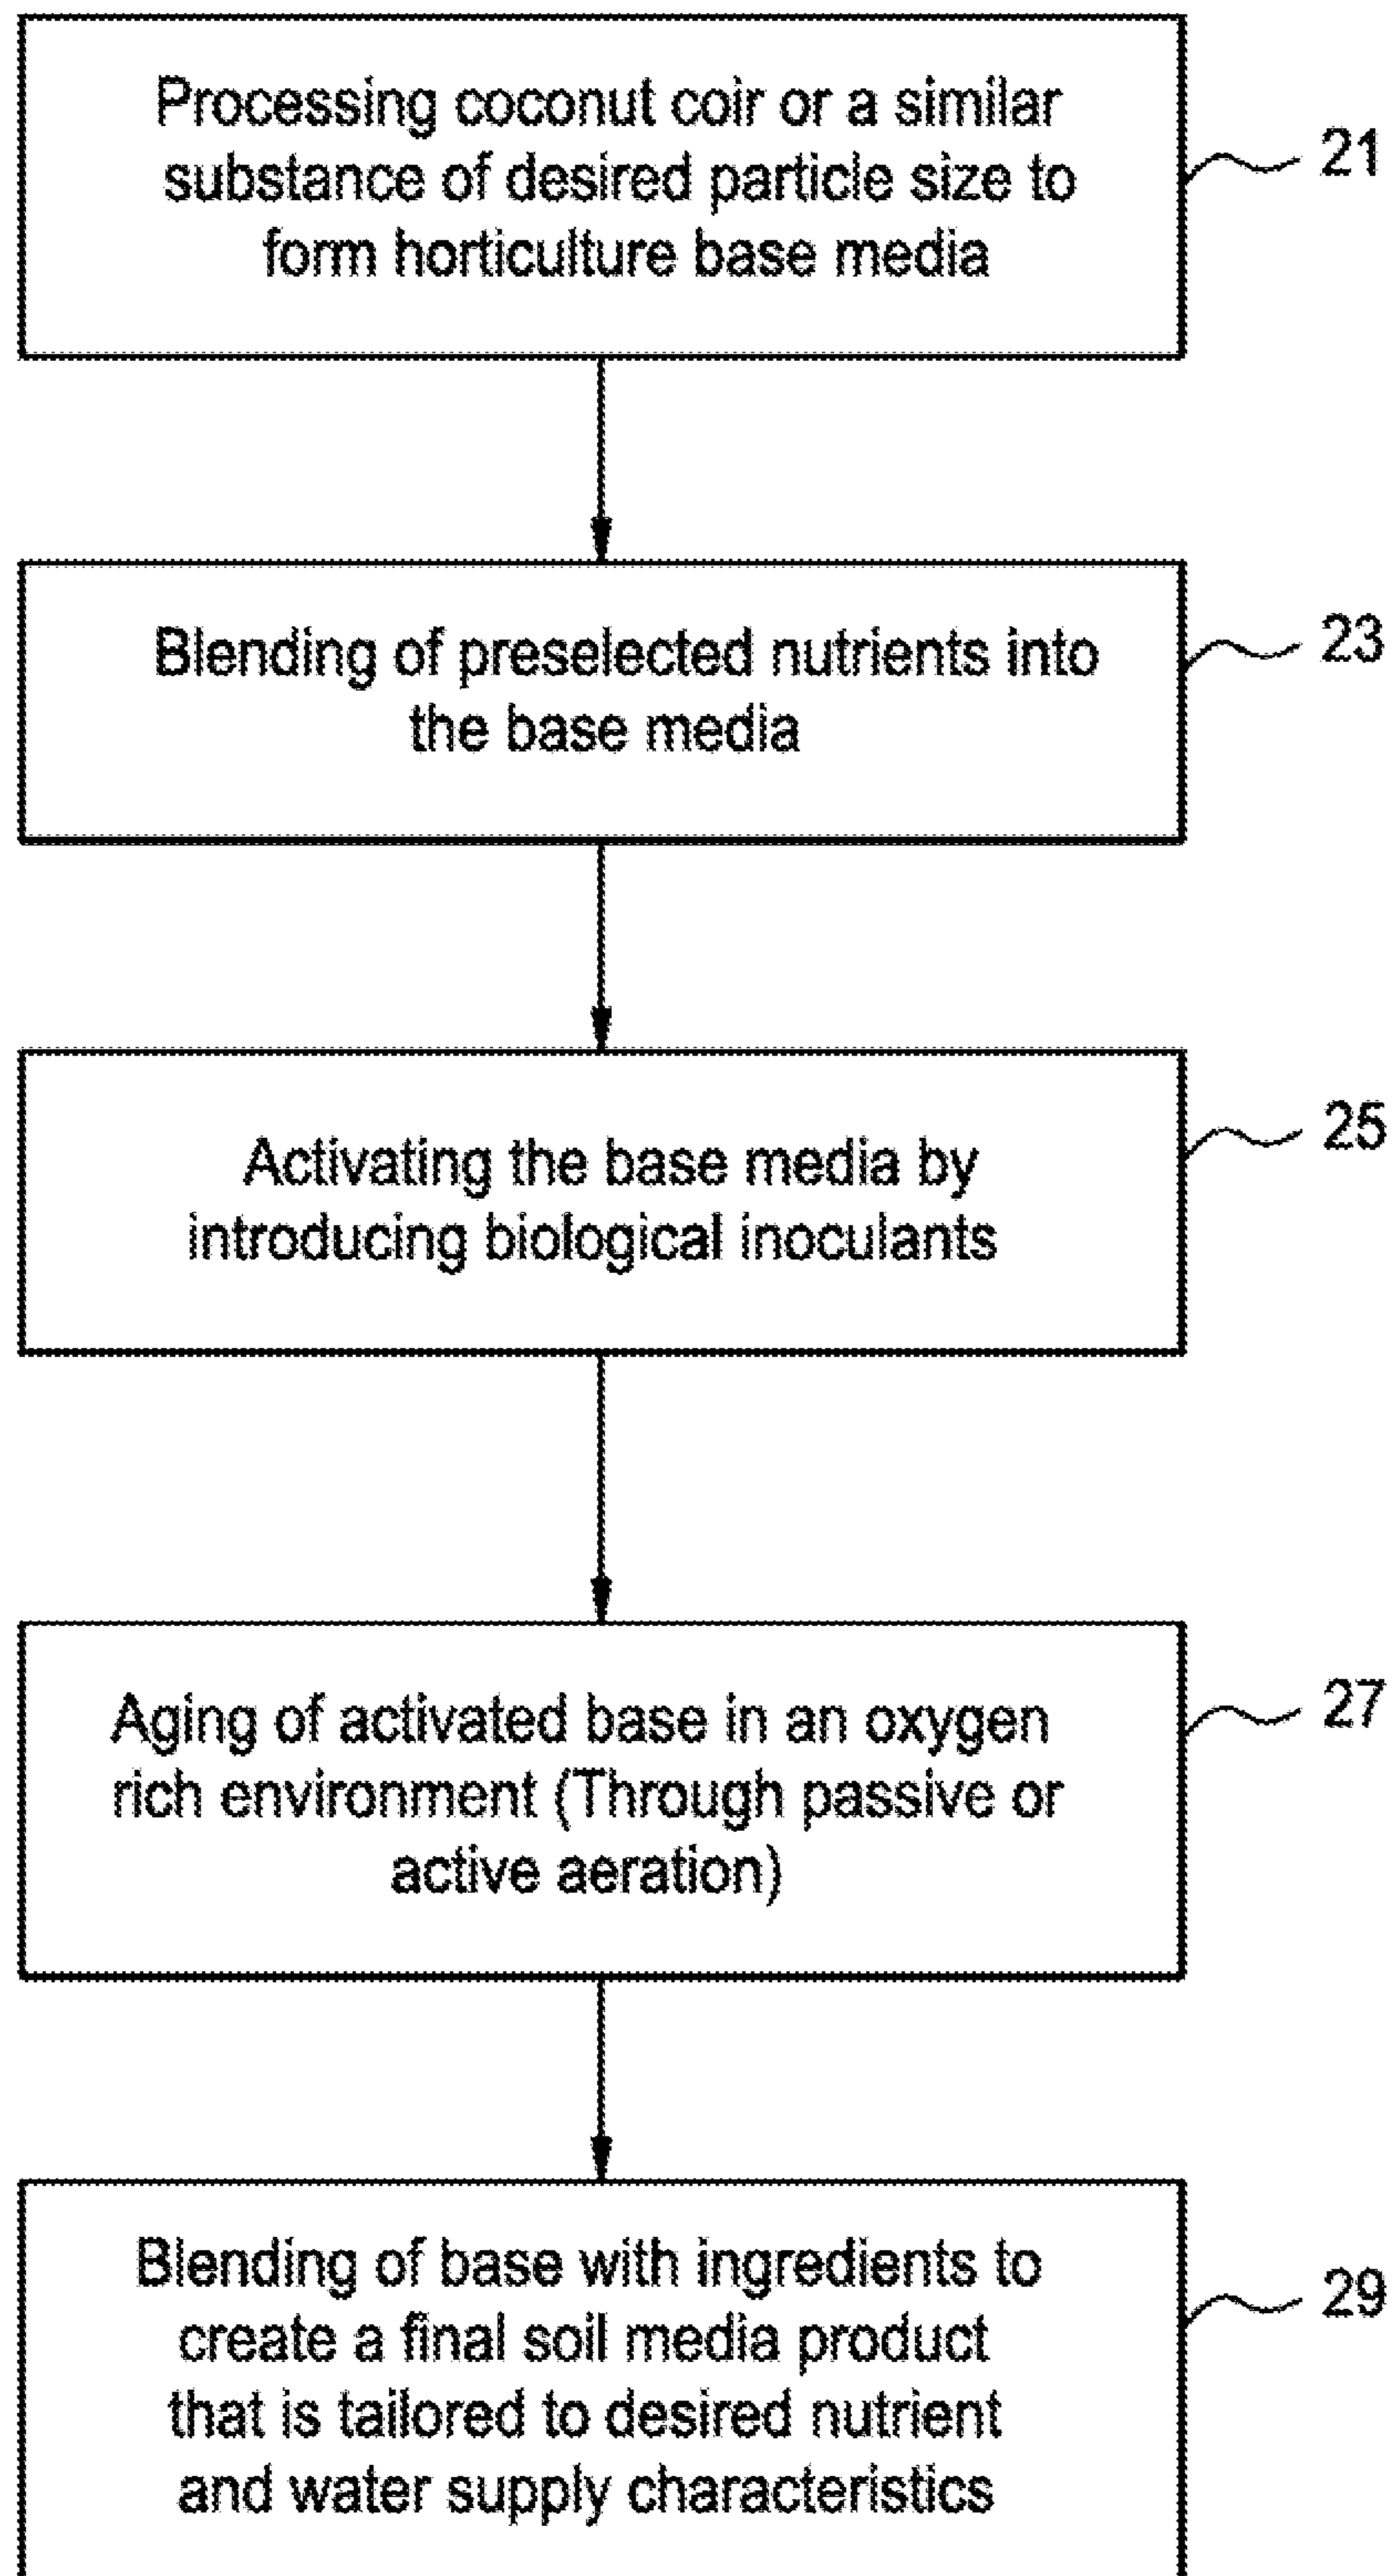 Processing coconut coir or a similar
substance of desired particle size to
form horticulture base media
21
Blending of preselected nutrients into
the base media
23
Activating the base media by
introducing biological inoculants
25
Aging of activated base in an oxygen
rich environment (Through passive or
active aeration)
27
Blending of base with ingredients to
create a final soil media product
that is tailored to desired nutrient
and water supply characteristics
29